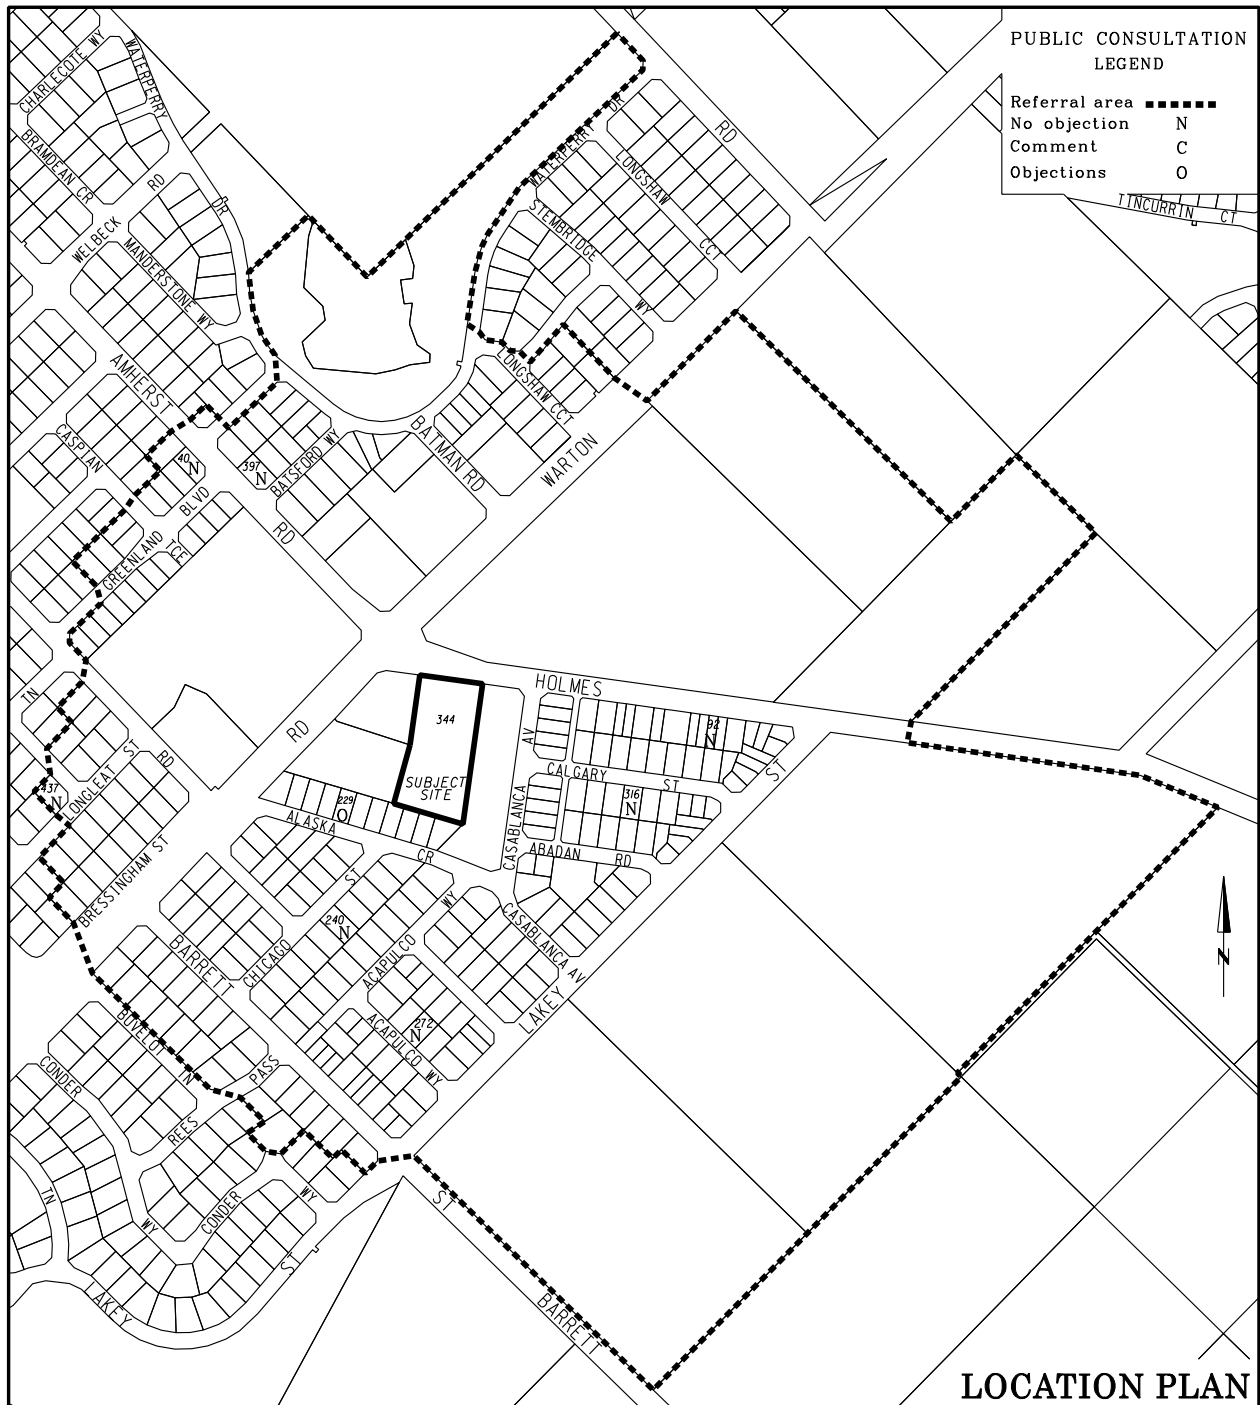 PUBLIC CONSULTATION
LEGEND
Referral area
No objection N
Comment C
Objections O
CHARLECOTE WY
WATERPERRY
DR
BRAMDEAN CR
RD
WELBECK
MANDERSTONE WY
AMHERST
CASPIAN
40 N
397 N
BATSFORD WY
BLVD
GREENLAND
TCE
RD
BATMAN RD
WARTON
WATERPERRY
DR
LONGSHAW
CCT
STEMBRIDGE
WY
LONGSHAW CCT
RD
TINCURRIN CT
TN
ST
RD
RD
437 N
LONGLEAT
BRESSINGHAM ST
HOLMES
344
SUBJECT
SITE
AV
CASABLANCA
CALGARY
ST
92 N
ST
316 N
229 O
ALASKA
CR
ABADAN RD
ST
240 N
CHICAGO
ACAPULCO
WY
CASABLANCA AV
LAKEY
BARRETT
272 N
ACAPULCO WY
BOVELOT
N
PASS
REES
CONDER
TN
WY
CONDER
WY
ST
LAKEY
ST
BARRETT
N
LOCATION PLAN